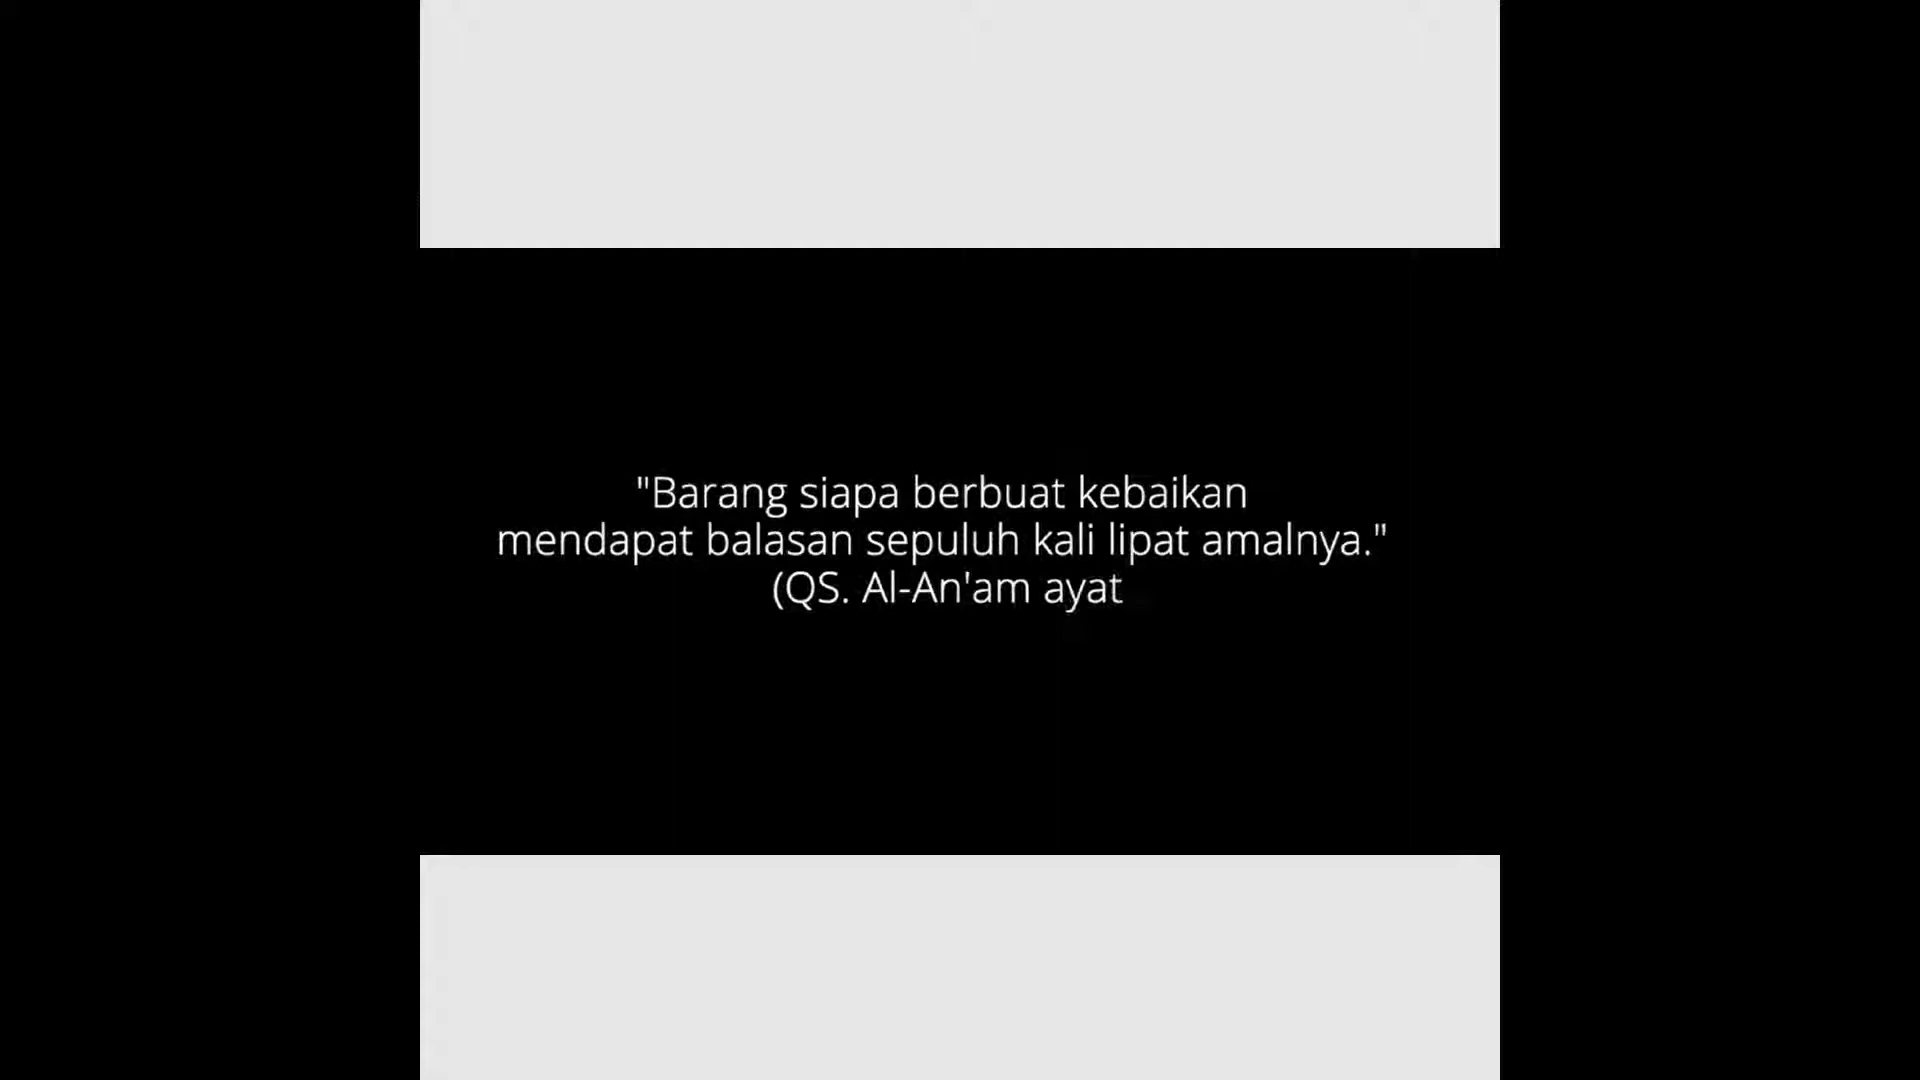 "Barang siapa berbuat kebaikan
mendapat balasan sepuluh kali lipat amalnya."
(QS. Al-An'am ayat